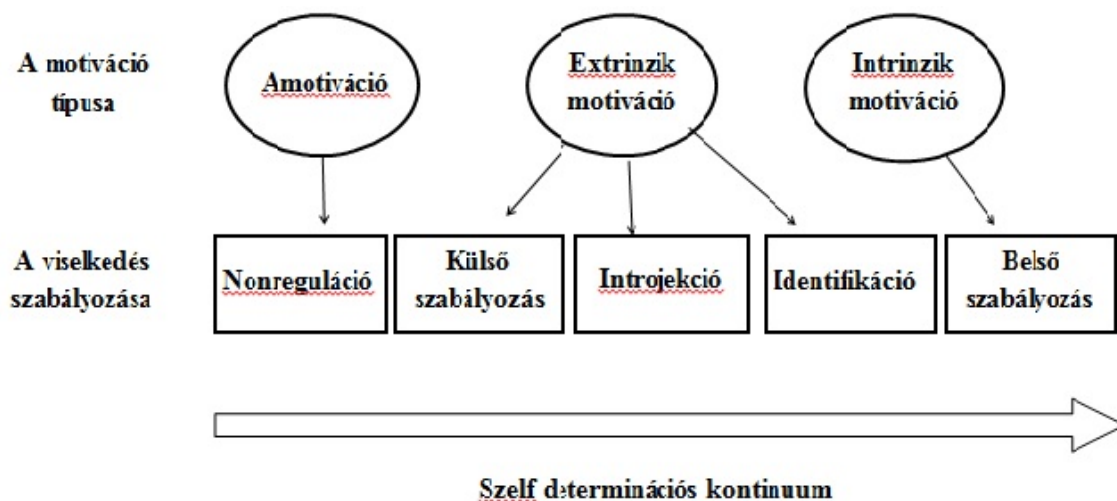 A motiváció
típusa
Amotiváció
Extrinzik
motiváció
Intrinzik
motiváció
A viselkedés
szabályozása
Nonreguláció
Külső
szabályozás
Introjekció
Identifikáció
Belső
szabályozás
Szelf determinációs kontinuum